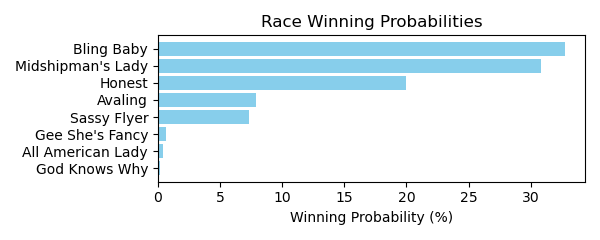 Race Winning Probabilities
Bling Baby
Midshipman's Lady
Honest
Avaling
Sassy Flyer
Gee She's Fancy
All American Lady
God Knows Why
0 5 10 15 20 25 30
Winning Probability (%)